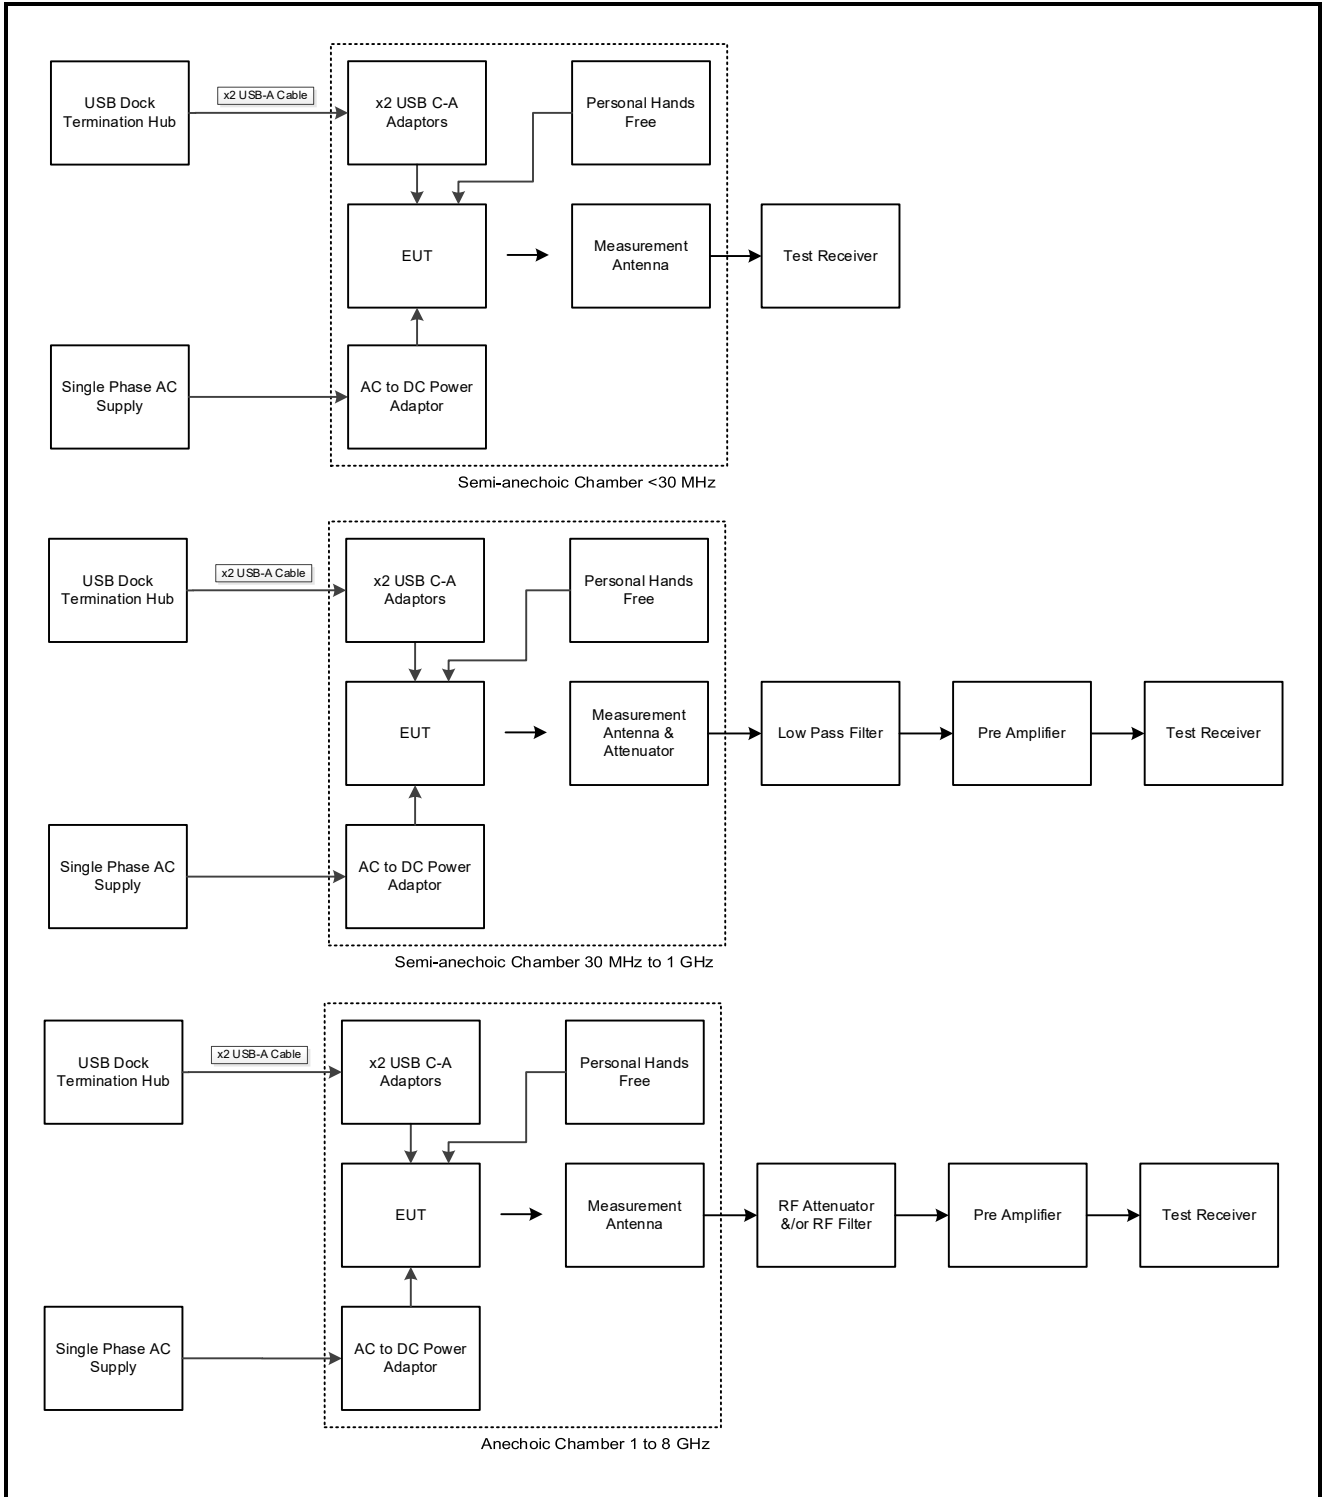 USB Dock
Termination Hub
x2 USB-A Cable
x2 USB C-A
Adaptors
Personal Hands
Free
EUT
Measurement
Antenna
Test Receiver
Single Phase AC
Supply
AC to DC Power
Adaptor
Semi-anechoic Chamber <30 MHz
USB Dock
Termination Hub
x2 USB-A Cable
x2 USB C-A
Adaptors
Personal Hands
Free
EUT
Measurement
Antenna &
Attenuator
Low Pass Filter
Pre Amplifier
Test Receiver
Single Phase AC
Supply
AC to DC Power
Adaptor
Semi-anechoic Chamber 30 MHz to 1 GHz
USB Dock
Termination Hub
x2 USB-A Cable
x2 USB C-A
Adaptors
Personal Hands
Free
EUT
Measurement
Antenna
RF Attenuator
&/or RF Filter
Pre Amplifier
Test Receiver
Single Phase AC
Supply
AC to DC Power
Adaptor
Anechoic Chamber 1 to 8 GHz